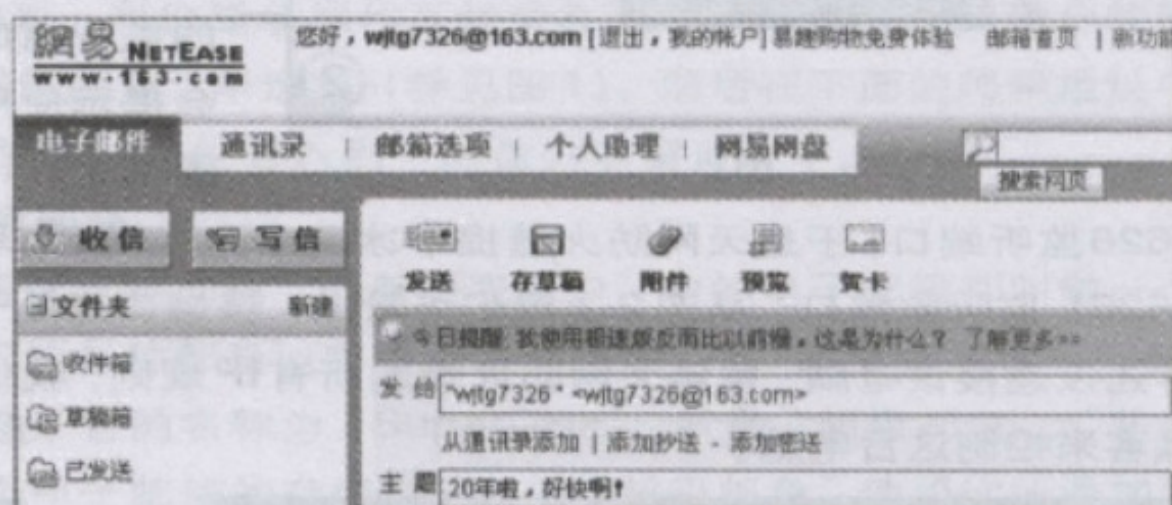 網易 NETEASE
www.163.com
您好，wjtg7326@163.com [退出，我的帐户] 易趣购物免费体验 邮箱首页 | 新功能
电子邮件 通讯录 | 邮箱选项 | 个人助理 | 网易网盘
搜索网页
收信 写信
发送 存草稿 附件 预览 贺卡
文件夹 新建
今日提醒 我使用极速版反而比以前慢，这是为什么？ 了解更多>>
收件箱
发给 "wjtg7326" <wjtg7326@163.com>
草稿箱
从通讯录添加 | 添加抄送 - 添加密送
已发送
主题 20年啦，好快啊！